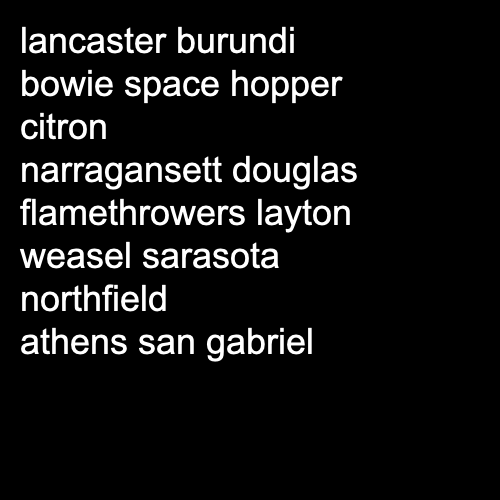 lancaster burundi
bowie space hopper
citron
narragansett douglas
flamethrowers layton
weasel sarasota
northfield
athens san gabriel